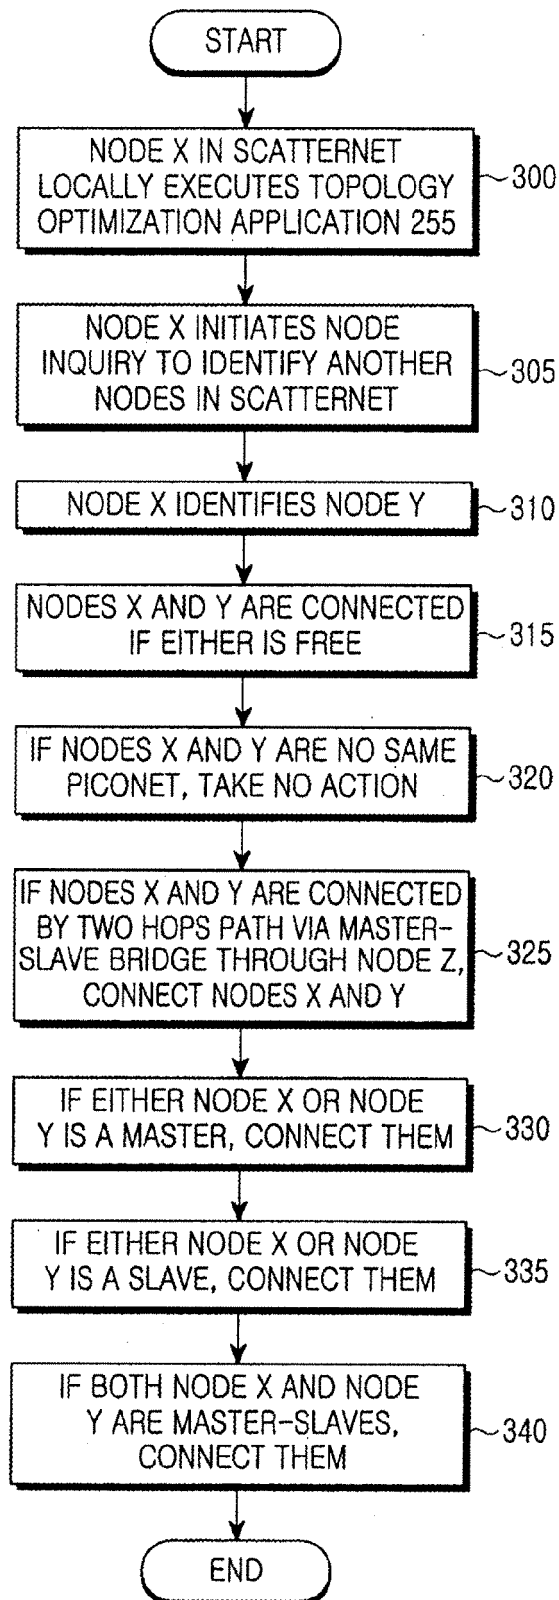 START
NODE X IN SCATTERNET
LOCALLY EXECUTES TOPOLOGY
OPTIMIZATION APPLICATION 255
300
NODE X INITIATES NODE
INQUIRY TO IDENTIFY ANOTHER
NODES IN SCATTERNET
305
NODE X IDENTIFIES NODE Y
310
NODES X AND Y ARE CONNECTED
IF EITHER IS FREE
315
IF NODES X AND Y ARE NO SAME
PICONET, TAKE NO ACTION
320
IF NODES X AND Y ARE CONNECTED
BY TWO HOPS PATH VIA MASTER-
SLAVE BRIDGE THROUGH NODE Z,
CONNECT NODES X AND Y
325
IF EITHER NODE X OR NODE
Y IS A MASTER, CONNECT THEM
330
IF EITHER NODE X OR NODE
Y IS A SLAVE, CONNECT THEM
335
IF BOTH NODE X AND NODE
Y ARE MASTER-SLAVES,
CONNECT THEM
340
END